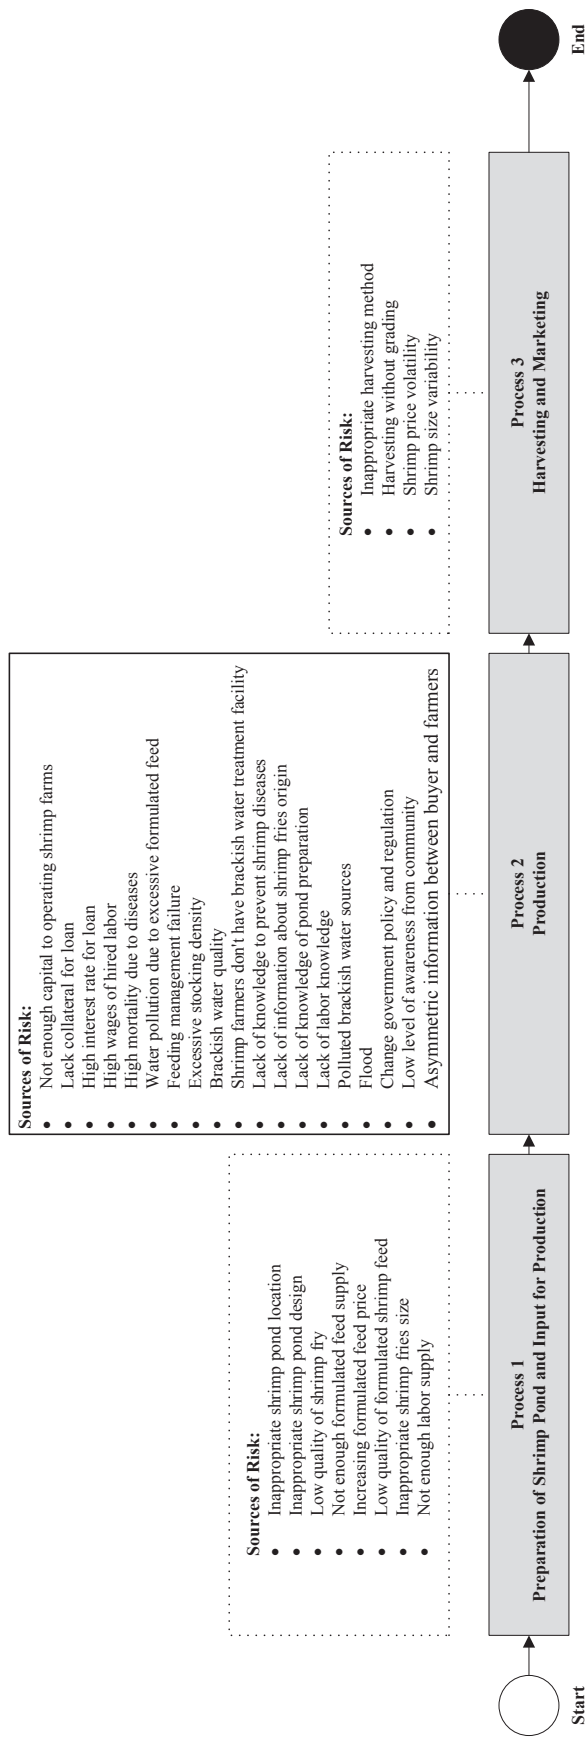 Start
Sources of Risk:
• Inappropriate shrimp pond location
• Inappropriate shrimp pond design
• Low quality of shrimp fry
• Not enough formulated feed supply
• Increasing formulated feed price
• Low quality of formulated shrimp feed
• Inappropriate shrimp fries size
• Not enough labor supply
Process 1
Preparation of Shrimp Pond and Input for Production
Sources of Risk:
• Not enough capital to operating shrimp farms
• Lack collateral for loan
• High interest rate for loan
• High wages of hired labor
• High mortality due to diseases
• Water pollution due to excessive formulated feed
• Feeding management failure
• Excessive stocking density
• Brackish water quality
• Shrimp farmers don't have brackish water treatment facility
• Lack of knowledge to prevent shrimp diseases
• Lack of information about shrimp fries origin
• Lack of knowledge of pond preparation
• Lack of labor knowledge
• Polluted brackish water sources
• Flood
• Change government policy and regulation
• Low level of awareness from community
• Asymmetric information between buyer and farmers
Process 2
Production
Sources of Risk:
• Inappropriate harvesting method
• Harvesting without grading
• Shrimp price volatility
• Shrimp size variability
Process 3
Harvesting and Marketing
End